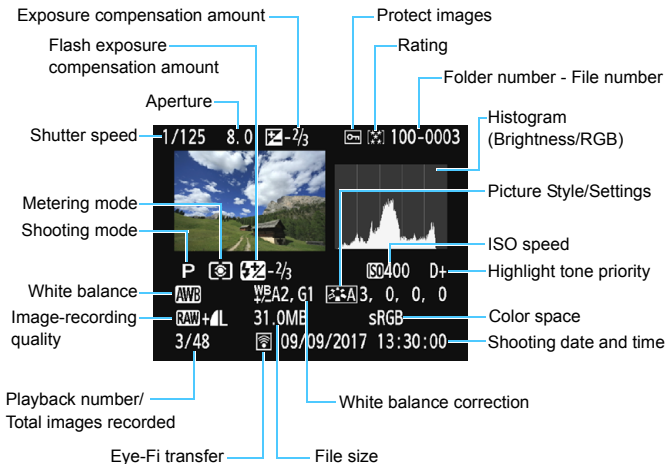 Exposure compensation amount
Protect images
Flash exposure
compensation amount
Rating
Folder number - File number
Aperture
Histogram
(Brightness/RGB)
Shutter speed
1/125 8.0 -2/3 100-0003
Metering mode
Picture Style/Settings
Shooting mode
ISO speed
P -2/3 ISO400 D+
Highlight tone priority
White balance
AWB WB+/-A2, G1 A3, 0, 0, 0
Image-recording
quality
RAW+L 31.0MB sRGB
Color space
3/48 09/09/2017 13:30:00
Shooting date and time
Playback number/
Total images recorded
White balance correction
Eye-Fi transfer
File size